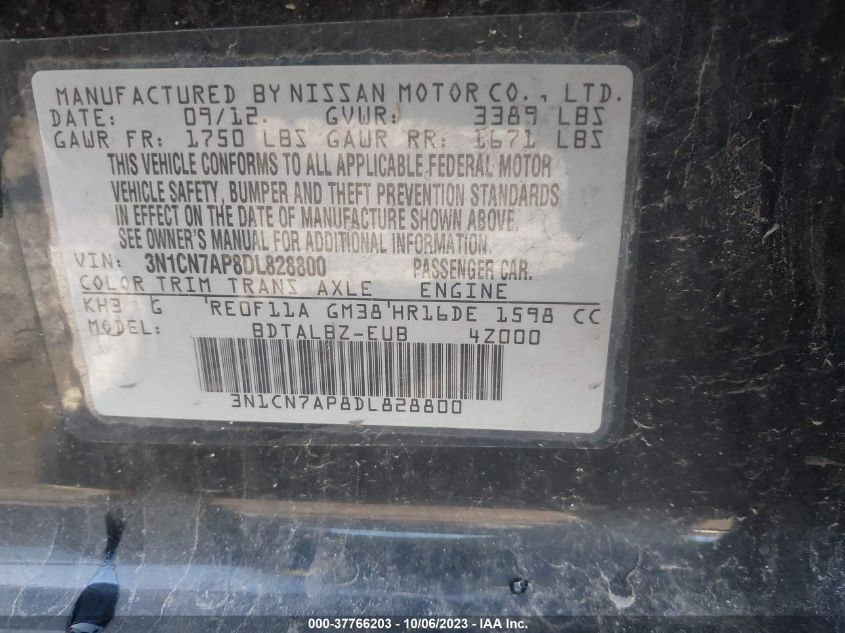 MANUFACTURED BY NISSAN MOTOR CO., LTD.
DATE: 09/12. GVWR: 3389 LBS
GAWR FR: 1750 LBS GAWR RR: 1671 LBS
THIS VEHICLE CONFORMS TO ALL APPLICABLE FEDERAL MOTOR
VEHICLE SAFETY, BUMPER AND THEFT PREVENTION STANDARDS
IN EFFECT ON THE DATE OF MANUFACTURE SHOWN ABOVE.
SEE OWNER'S MANUAL FOR ADDITIONAL INFORMATION.
VIN: 3N1CN7AP8DL828800 PASSENGER CAR.
COLOR TRIM TRANS AXLE ENGINE
KH3 G RE0F11A GM38 HR16DE 1598 CC
MODEL: BDTALBZ-EUB 4Z000
3N1CN7AP8DL828800
000-37766203 - 10/06/2023 - IAA Inc.